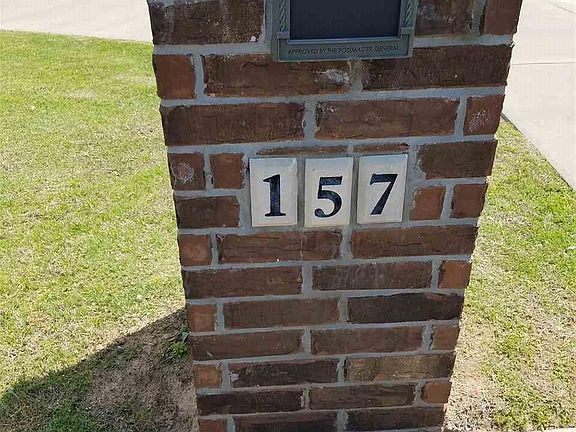 APPROVED BY THE POSTMASTER GENERAL
157